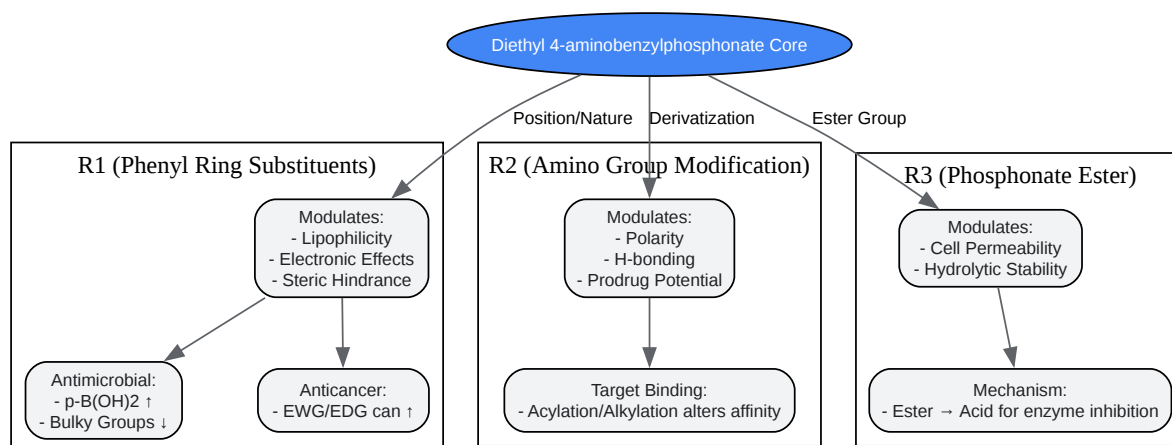 Diethyl 4-aminobenzylphosphonate Core
Position/Nature
Derivatization
Ester Group
R1 (Phenyl Ring Substituents)
Modulates:
- Lipophilicity
- Electronic Effects
- Steric Hindrance
Antimicrobial:
- p-B(OH)2 ↑
- Bulky Groups ↓
Anticancer:
- EWG/EDG can ↑
R2 (Amino Group Modification)
Modulates:
- Polarity
- H-bonding
- Prodrug Potential
Target Binding:
- Acylation/Alkylation alters affinity
R3 (Phosphonate Ester)
Modulates:
- Cell Permeability
- Hydrolytic Stability
Mechanism:
- Ester → Acid for enzyme inhibition